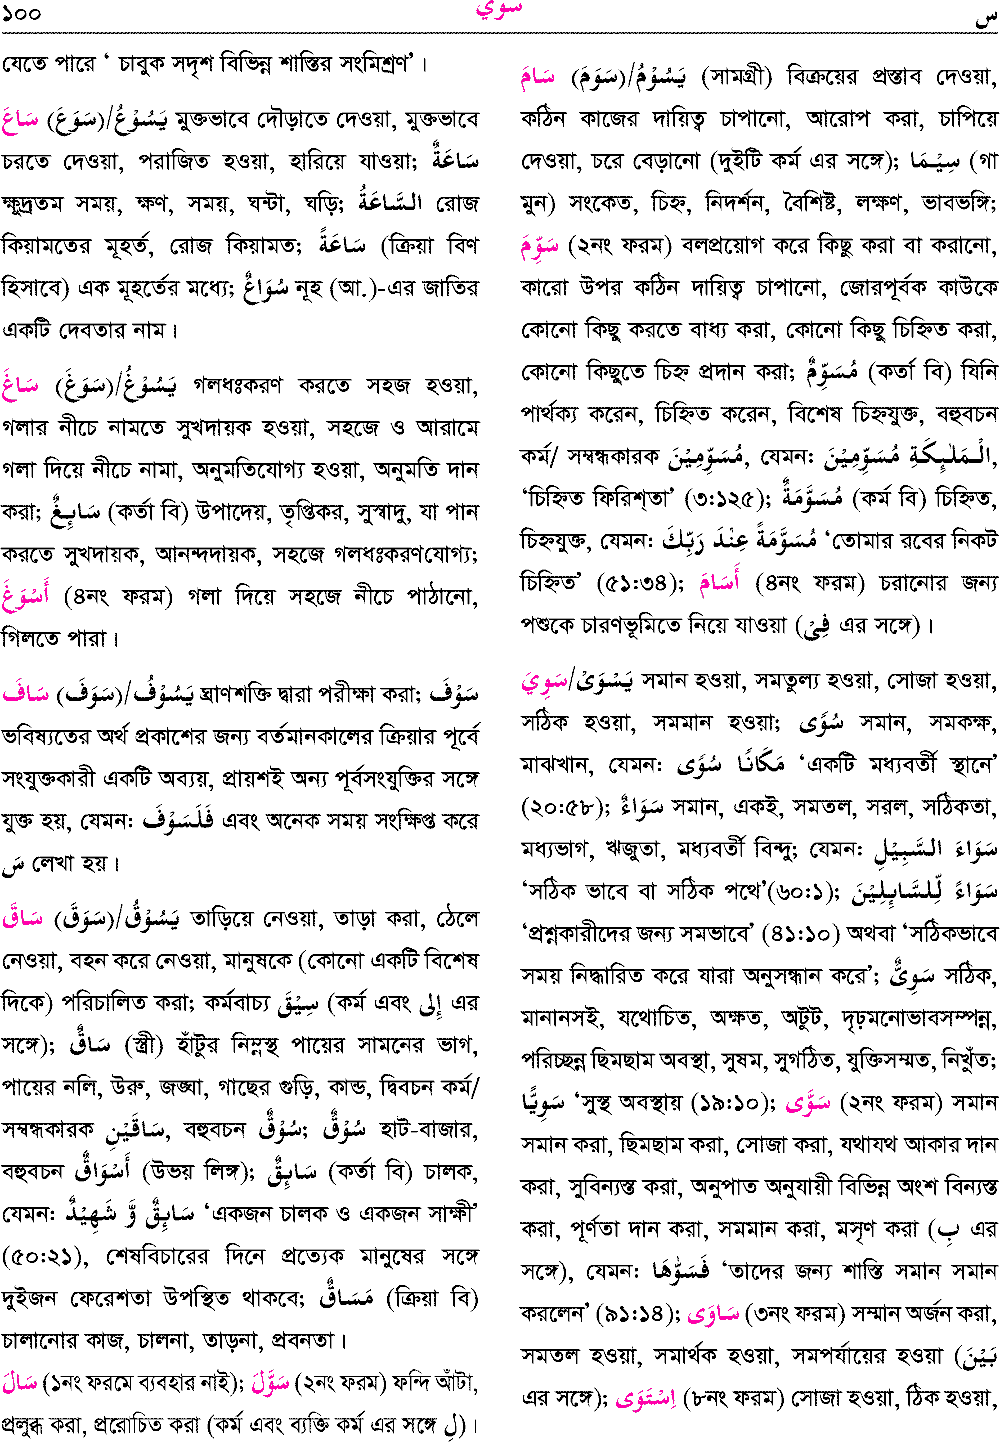 ১০০ سوي س
যেতে পারে ‘ চাবুক সদৃশ বিভিন্ন শাস্তির সংমিশ্রণ’ ।
سَاعَ (سَوَعَ)/يَسُوْعُ মুক্তভাবে দৌড়াতে দেওয়া, মুক্তভাবে
চরতে দেওয়া, পরাজিত হওয়া, হারিয়ে যাওয়া; سَاعَةٌ
ক্ষুদ্রতম সময়, ক্ষণ, সময়, ঘন্টা, ঘড়ি; السَّاعَةُ রোজ
কিয়ামতের মূহর্ত, রোজ কিয়ামত; سَاعَةً (ক্রিয়া বিণ
হিসাবে) এক মূহর্তের মধ্যে; سُوَاعٌ নূহ (আ.)-এর জাতির
একটি দেবতার নাম।
سَاغَ (سَوَغَ)/يَسُوْغُ গলধঃকরণ করতে সহজ হওয়া,
গলার নীচে নামতে সুখদায়ক হওয়া, সহজে ও আরামে
গলা দিয়ে নীচে নামা, অনুমতিযোগ্য হওয়া, অনুমতি দান
করা; سَابِغٌ (কর্তা বি) উপাদেয়, তৃপ্তিকর, সুস্বাদু, যা পান
করতে সুখদায়ক, আনন্দদায়ক, সহজে গলধঃকরণযোগ্য;
أَسْوَغَ (৪নং ফরম) গলা দিয়ে সহজে নীচে পাঠানো,
গিলতে পারা।
سَافَ (سَوَفَ)/يَسُوْفُ ঘ্রাণশক্তি দ্বারা পরীক্ষা করা; سَوْفَ
ভবিষ্যতের অর্থ প্রকাশের জন্য বর্তমানকালের ক্রিয়ার পূর্বে
সংযুক্তকারী একটি অব্যয়, প্রায়শই অন্য পূর্বসংযুক্তির সঙ্গে
যুক্ত হয়, যেমন: فَلَسَوْفَ এবং অনেক সময় সংক্ষিপ্ত করে
سَ লেখা হয়।
سَاقَ (سَوَقَ)/يَسُوْقُ তাড়িয়ে নেওয়া, তাড়া করা, ঠেলে
নেওয়া, বহন করে নেওয়া, মানুষকে (কোনো একটি বিশেষ
দিকে) পরিচালিত করা; কর্মবাচ্য سِيْقَ (কর্ম এবং إِلى এর
সঙ্গে); سَاقٌ (স্ত্রী) হাঁটুর নিম্নস্থ পায়ের সামনের ভাগ,
পায়ের নলি, উরু, জঙ্ঘা, গাছের গুড়ি, কান্ড, দ্বিবচন কর্ম/
সম্বন্ধকারক سَاقَيْنِ, বহুবচন سُوْقٌ; سُوْقٌ হাট-বাজার,
বহুবচন أَسْوَاقٌ (উভয় লিঙ্গ); سَابِقٌ (কর্তা বি) চালক,
যেমন: سَابِقٌ وَّ شَهِيْدٌ ‘একজন চালক ও একজন সাক্ষী’
(৫০:২১), শেষবিচারের দিনে প্রত্যেক মানুষের সঙ্গে
দুইজন ফেরেশতা উপস্থিত থাকবে; مَسَاقٌ (ক্রিয়া বি)
চালানোর কাজ, চালনা, তাড়না, প্রবনতা।
سَالَ (১নং ফরমে ব্যবহার নাই); سَوَّلَ (২নং ফরম) ফন্দি আঁটা,
প্রলুব্ধ করা, প্ররোচিত করা (কর্ম এবং ব্যক্তি কর্ম এর সঙ্গে لِ)।
سَامَ (سَوَمَ)/يَسُوْمُ (সামগ্রী) বিক্রয়ের প্রস্তাব দেওয়া,
কঠিন কাজের দায়িত্ব চাপানো, আরোপ করা, চাপিয়ে
দেওয়া, চরে বেড়ানো (দুইটি কর্ম এর সঙ্গে); سِيْمَا (গা
মুন) সংকেত, চিহ্ন, নিদর্শন, বৈশিষ্ট, লক্ষণ, ভাবভঙ্গি;
سَوِّمَ (২নং ফরম) বলপ্রয়োগ করে কিছু করা বা করানো,
কারো উপর কঠিন দায়িত্ব চাপানো, জোরপূর্বক কাউকে
কোনো কিছু করতে বাধ্য করা, কোনো কিছু চিহ্নিত করা,
কোনো কিছুতে চিহ্ন প্রদান করা; مُسَوِّمٌ (কর্তা বি) যিনি
পার্থক্য করেন, চিহ্নিত করেন, বিশেষ চিহ্নযুক্ত, বহুবচন
কর্ম/ সম্বন্ধকারক مُسَوِّمِيْنَ, যেমন: الْمَلٰىِٕكَةِ مُسَوِّمِيْنَ,
‘চিহ্নিত ফিরিশ্‌তা’ (৩:১২৫); مُسَوَّمَةٌ (কর্ম বি) চিহ্নিত,
চিহ্নযুক্ত, যেমন: مُسَوَّمَةً عِنْدَ رَبِّكَ ‘তোমার রবের নিকট
চিহ্নিত’ (৫১:৩৪); أَسَامَ (৪নং ফরম) চরানোর জন্য
পশুকে চারণভূমিতে নিয়ে যাওয়া (فِيْ এর সঙ্গে)।
سَوِيَ/يَسْوَىْ সমান হওয়া, সমতুল্য হওয়া, সোজা হওয়া,
সঠিক হওয়া, সমমান হওয়া; سُوًى সমান, সমকক্ষ,
মাঝখান, যেমন: مَكَانًا سُوًى ‘একটি মধ্যবর্তী স্থানে’
(২০:৫৮); سَوَاءٌ সমান, একই, সমতল, সরল, সঠিকতা,
মধ্যভাগ, ঋজুতা, মধ্যবর্তী বিন্দু; যেমন: سَوَاءَ السَّبِيْلِ
‘সঠিক ভাবে বা সঠিক পথে’(৬০:১); سَوَاءً لِّلسَّابِلِيْنَ
‘প্রশ্নকারীদের জন্য সমভাবে’ (৪১:১০) অথবা ‘সঠিকভাবে
সময় নিদ্ধারিত করে যারা অনুসন্ধান করে’; سَوِىٌّ সঠিক,
মানানসই, যথোচিত, অক্ষত, অটুট, দৃঢ়মনোভাবসম্পন্ন,
পরিচ্ছন্ন ছিমছাম অবস্থা, সুষম, সুগঠিত, যুক্তিসম্মত, নিখুঁত;
سَوِيًّا ‘সুস্থ অবস্থায় (১৯:১০); سَوَّى (২নং ফরম) সমান
সমান করা, ছিমছাম করা, সোজা করা, যথাযথ আকার দান
করা, সুবিন্যস্ত করা, অনুপাত অনুযায়ী বিভিন্ন অংশ বিন্যস্ত
করা, পূর্ণতা দান করা, সমমান করা, মসৃণ করা (بِ এর
সঙ্গে), যেমন: فَسَوّٰهَا ‘তাদের জন্য শাস্তি সমান সমান
করলেন’ (৯১:১৪); سَاوَى (৩নং ফরম) সম্মান অর্জন করা,
সমতল হওয়া, সমার্থক হওয়া, সমপর্যায়ের হওয়া (بَيْنَ
এর সঙ্গে); اِسْتَوَى (৮নং ফরম) সোজা হওয়া, ঠিক হওয়া,